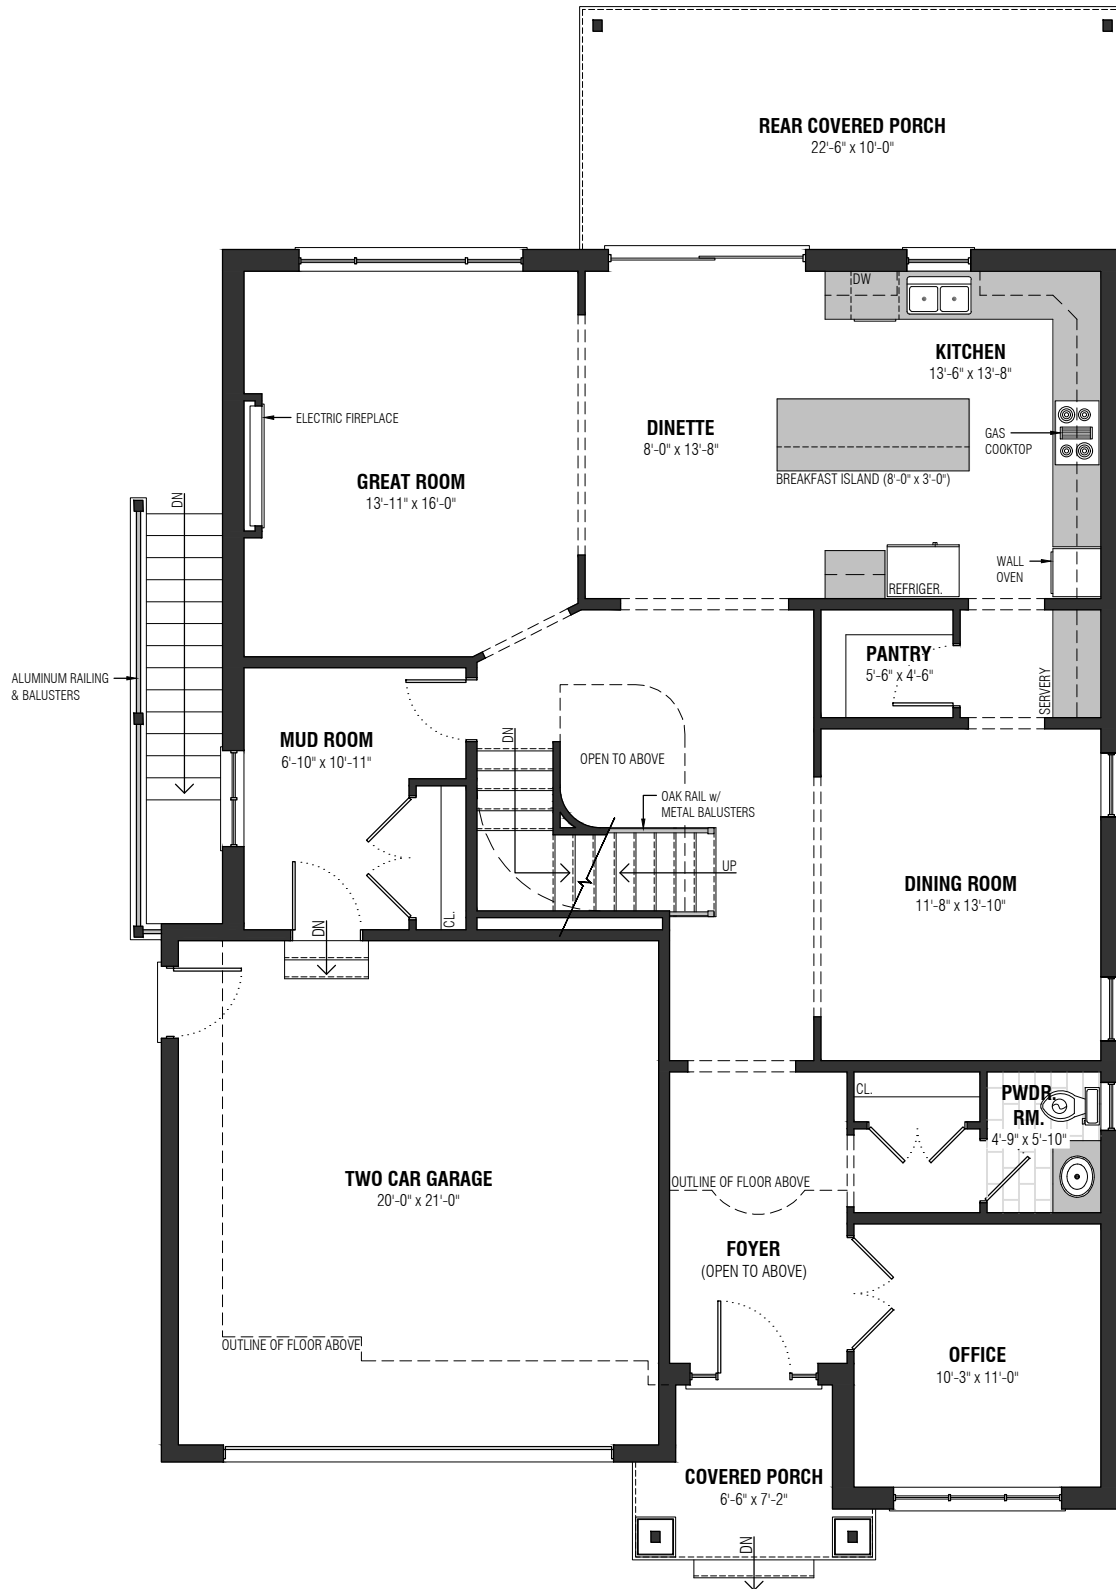 REAR COVERED PORCH
22'-6" x 10'-0"
DW
KITCHEN
13'-6" x 13'-8"
ELECTRIC FIREPLACE
DINETTE
8'-0" x 13'-8"
GAS
COOKTOP
GREAT ROOM
13'-11" x 16'-0"
BREAKFAST ISLAND (8'-0" x 3'-0")
DN
WALL
OVEN
REFRIGER.
ALUMINUM RAILING
& BALUSTERS
PANTRY
5'-6" x 4'-6"
SERVERY
MUD ROOM
6'-10" x 10'-11"
DN
OPEN TO ABOVE
OAK RAIL w/
METAL BALUSTERS
UP
DINING ROOM
11'-8" x 13'-10"
CL.
DN
CL.
PWDR.
RM.
4'-9" x 5'-10"
TWO CAR GARAGE
20'-0" x 21'-0"
OUTLINE OF FLOOR ABOVE
FOYER
(OPEN TO ABOVE)
OUTLINE OF FLOOR ABOVE
OFFICE
10'-3" x 11'-0"
COVERED PORCH
6'-6" x 7'-2"
DN